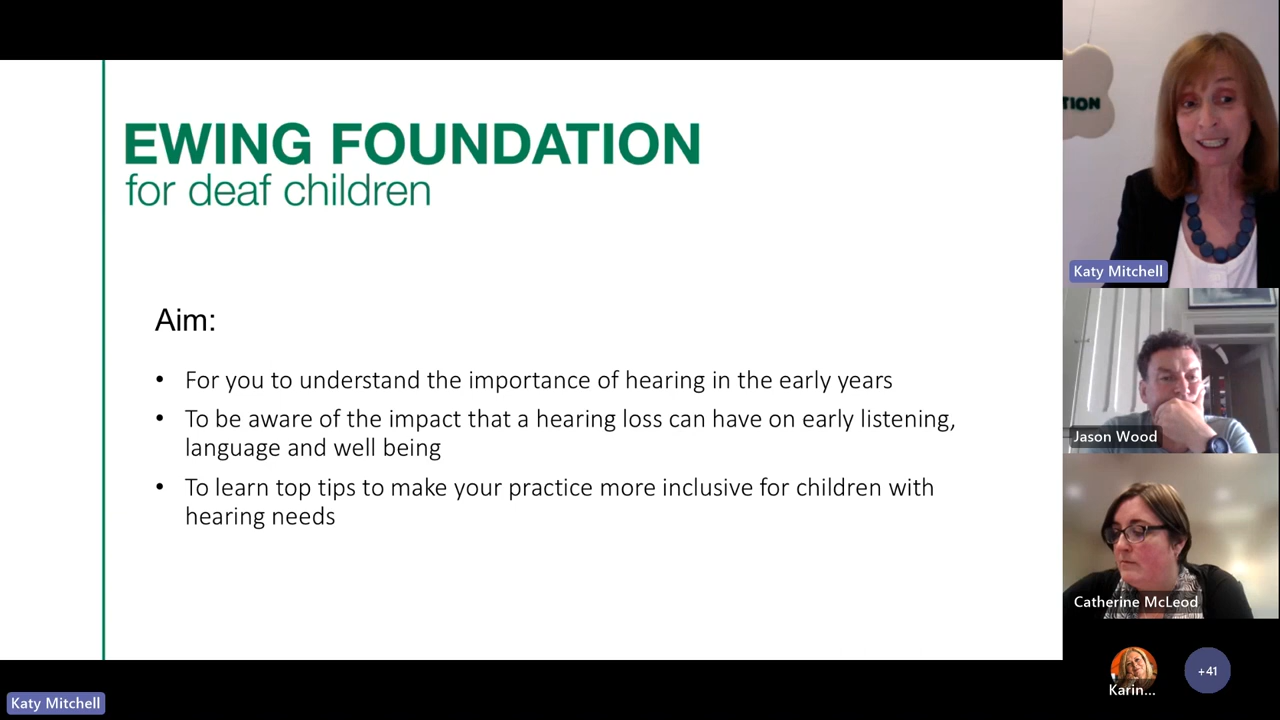 EWING FOUNDATION
for deaf children
Aim:
• For you to understand the importance of hearing in the early years
• To be aware of the impact that a hearing loss can have on early listening,
language and well being
• To learn top tips to make your practice more inclusive for children with
hearing needs
TION
Katy Mitchell
Jason Wood
Catherine McLeod
Karin...
+41
Katy Mitchell